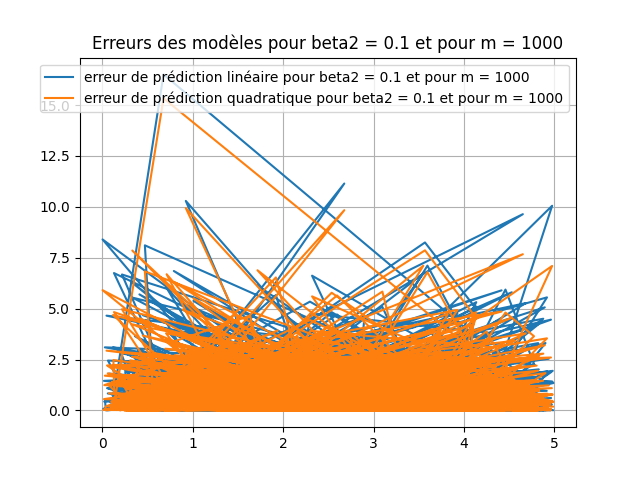 Erreurs des modèles pour beta2 = 0.1 et pour m = 1000
erreur de prédiction linéaire pour beta2 = 0.1 et pour m = 1000
erreur de prédiction quadratique pour beta2 = 0.1 et pour m = 1000
15.0
12.5
10.0
7.5
5.0
2.5
0.0
0 1 2 3 4 5